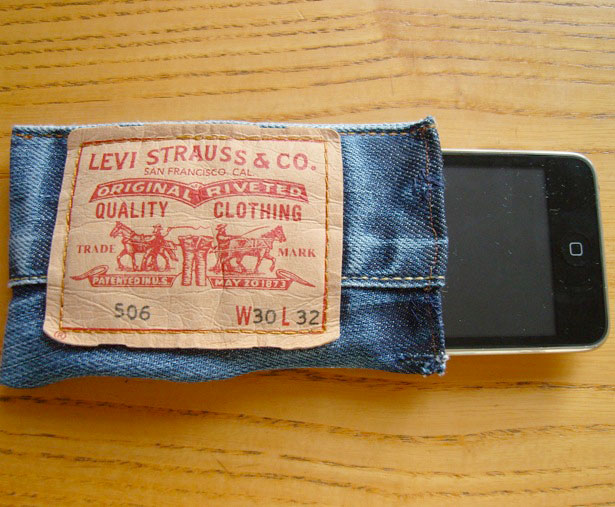 LEVI STRAUSS & CO.
SAN FRANCISCO CAL
ORIGINAL RIVETED
QUALITY CLOTHING
TRADE MARK
PATENTED IN U.S. MAY 20 1873
506 W30 L 32